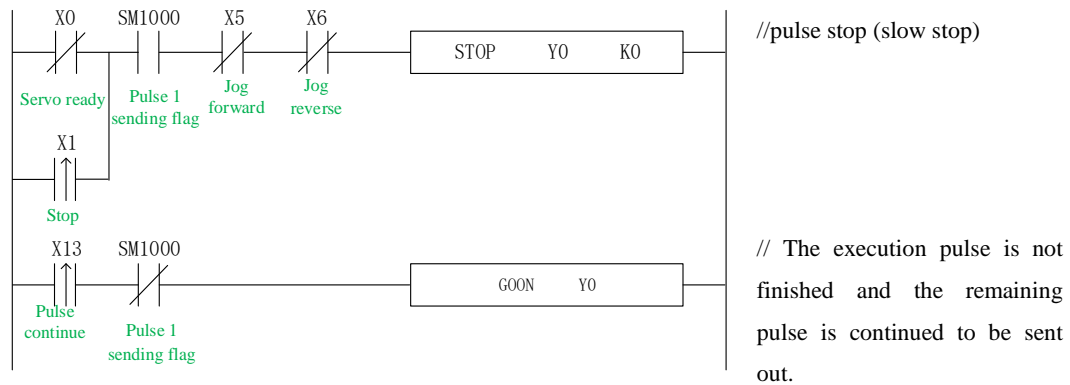 X0 SM1000 X5 X6
STOP Y0 K0
//pulse stop (slow stop)
Servo ready
Pulse 1
sending flag
Jog
forward
Jog
reverse
X1
Stop
X13 SM1000
GOON Y0
// The execution pulse is not
finished and the remaining
pulse is continued to be sent
out.
Pulse
continue
Pulse 1
sending flag